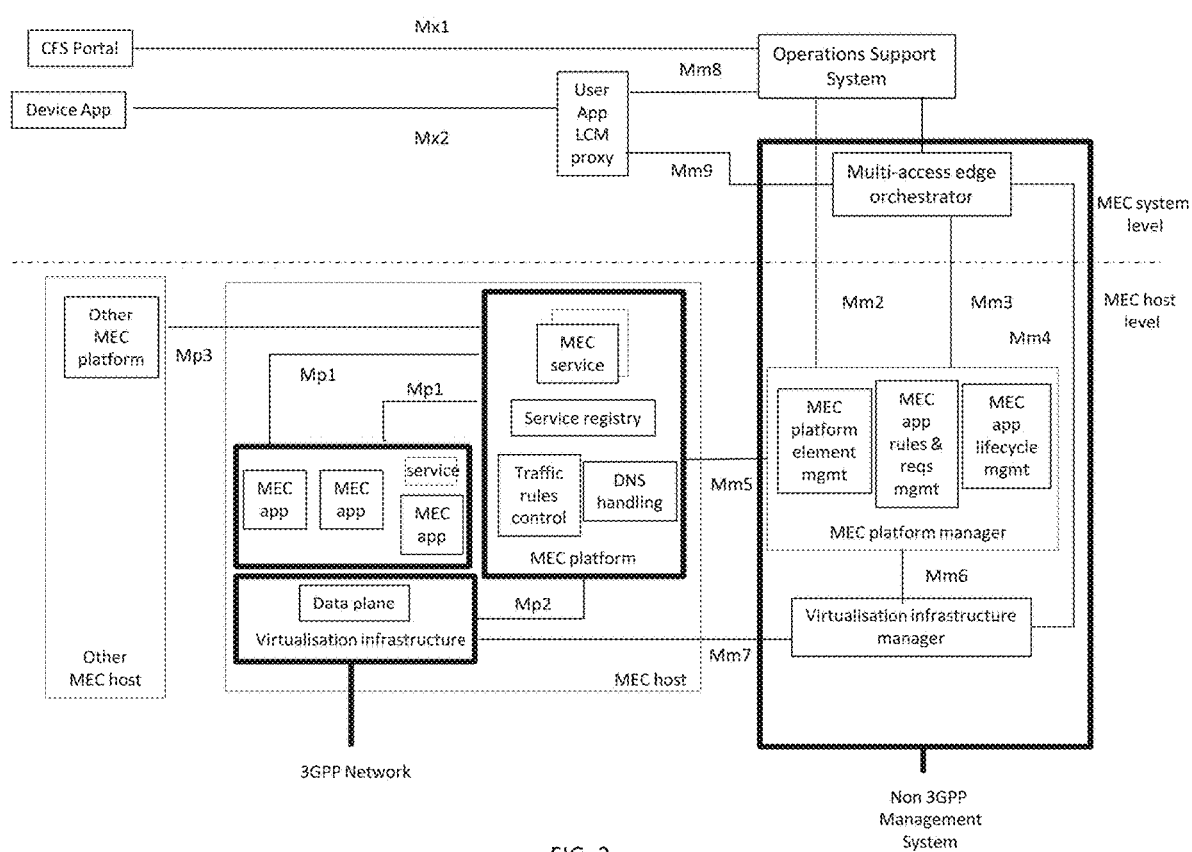 Mx1
CFS Portal
Operations Support
System
Mm8
User
App
LCM
proxy
Device App
Mx2
Mm9
Multi-access edge
orchestrator
MEC system
level
MEC host
level
Mm2
Mm3
Mm4
Other
MEC
platform
Mp3
Mp1
Mp1
MEC
service
Service registry
Traffic
rules
control
DNS
handling
MEC platform
Mm5
MEC
platform
element
mgmt
MEC
app
rules &
reqs
mgmt
MEC
app
lifecycle
mgmt
MEC platform manager
MEC
app
MEC
app
service
MEC
app
Data plane
Virtualisation infrastructure
Mp2
Mm6
Virtualisation infrastructure
manager
Mm7
Other
MEC host
MEC host
3GPP Network
Non 3GPP
Management
System